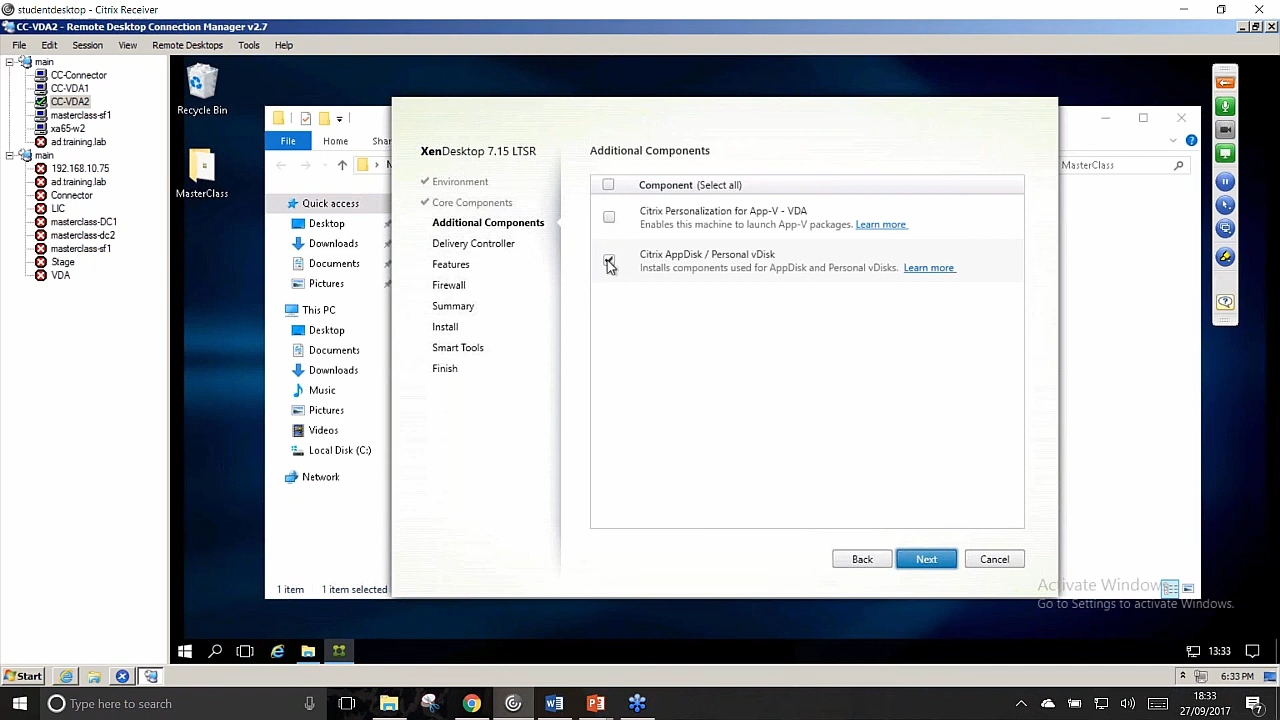 studentdesktop - Citrix Receiver
CC-VDA2 - Remote Desktop Connection Manager v2.7
File Edit Session View Remote Desktops Tools Help
main
CC-Connector
CC-VDA1
CC-VDA2
masterclass-sf1
xa65-w2
ad.training.lab
main
192.168.10.75
ad.training.lab
Connector
LIC
masterclass-DC1
masterclass-dc2
masterclass-sf1
Stage
VDA
Recycle Bin
MasterClass
File Home Shar
MasterClass
Quick access
Desktop
Downloads
Documents
Pictures
This PC
Desktop
Documents
Downloads
Music
Pictures
Videos
Local Disk (C:)
Network
1 item 1 item selected
XenDesktop 7.15 LTSR
Environment
Core Components
Additional Components
Delivery Controller
Features
Firewall
Summary
Install
Smart Tools
Finish
Additional Components
Component (Select all)
Citrix Personalization for App-V - VDA
Enables this machine to launch App-V packages. Learn more
Citrix AppDisk / Personal vDisk
Installs components used for AppDisk and Personal vDisks. Learn more
Back Next Cancel
Activate Windows
Go to Settings to activate Windows.
13:33
Start
6:33 PM
Type here to search
18:33
27/09/2017
7